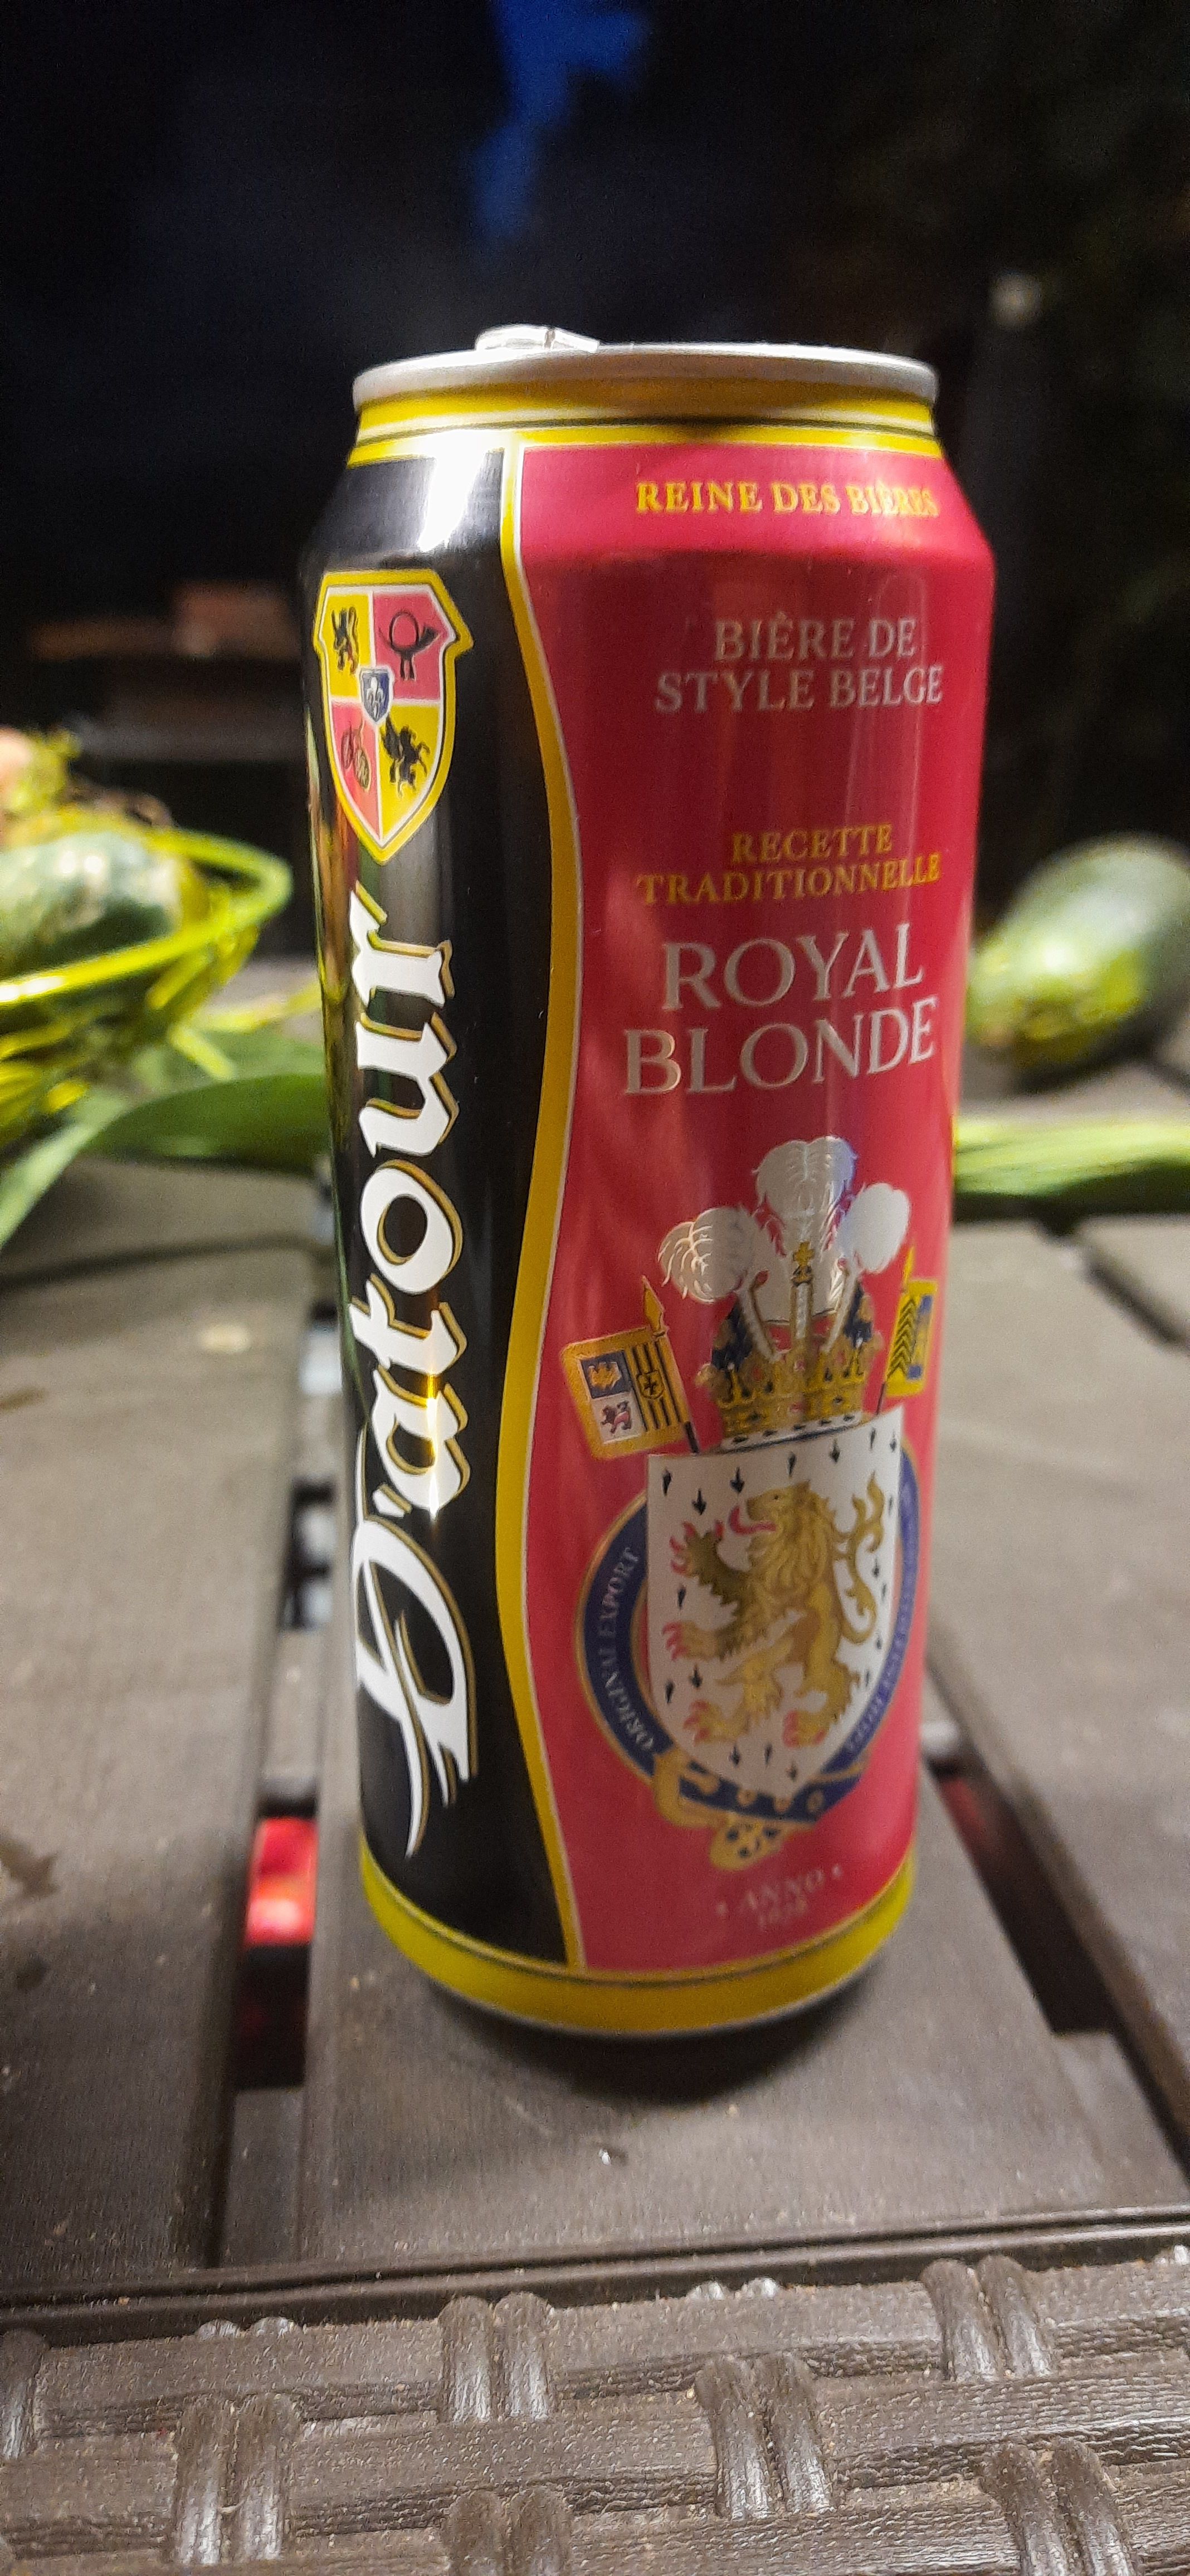 REINE DES BIÈRES
BIÈRE DE
STYLE BELGE
RECETTE
TRADITIONNELLE
ROYAL
BLONDE
D'atour
ORIGINAL EXPORT
ANNO